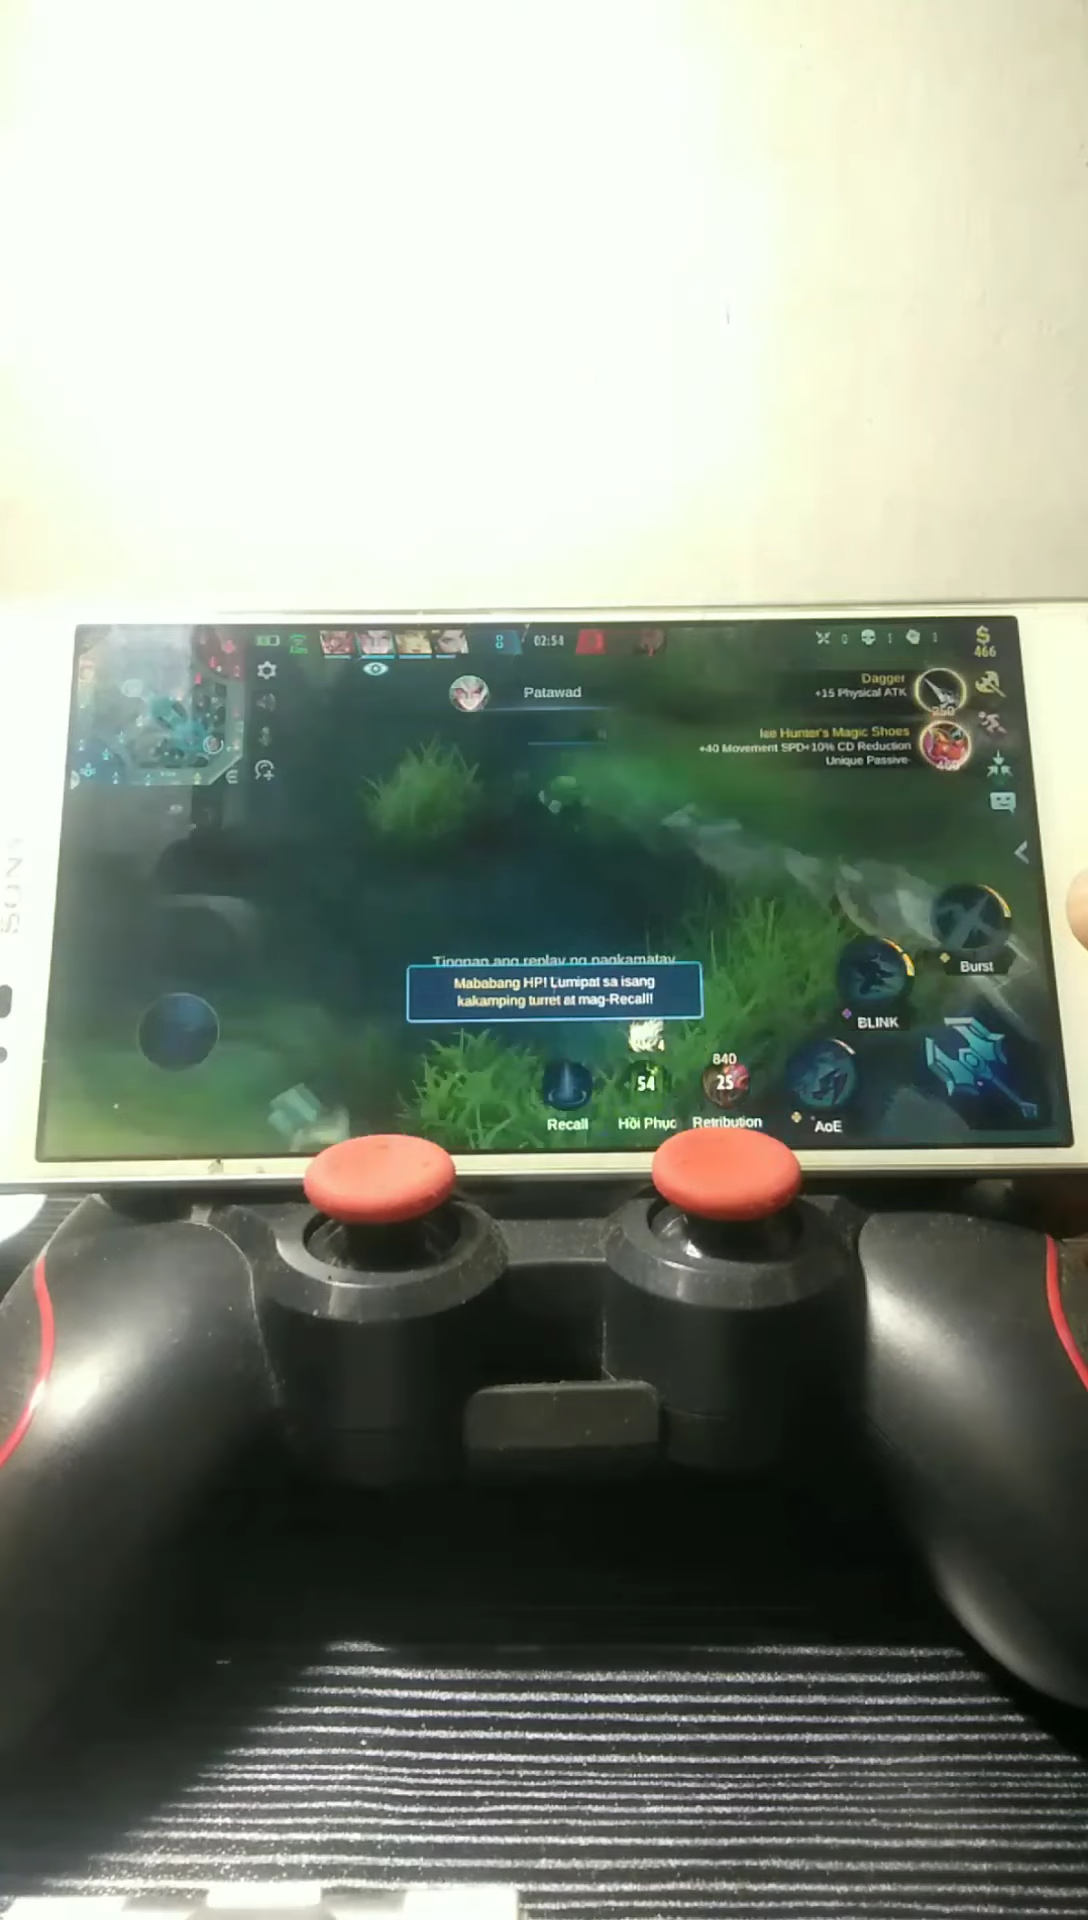 02:54
$
466
Patawad
Dagger
+15 Physical ATK
250
Ice Hunter's Magic Shoes
+40 Movement SPD+10% CD Reduction
Unique Passive-
SONY
Tingnan ang replay ng pagkamatay
Mababang HP! Lumipat sa isang
kakamping turret at mag-Recall!
Burst
BLINK
840
54
25
Recall
Hồi Phục
Retribution
AoE